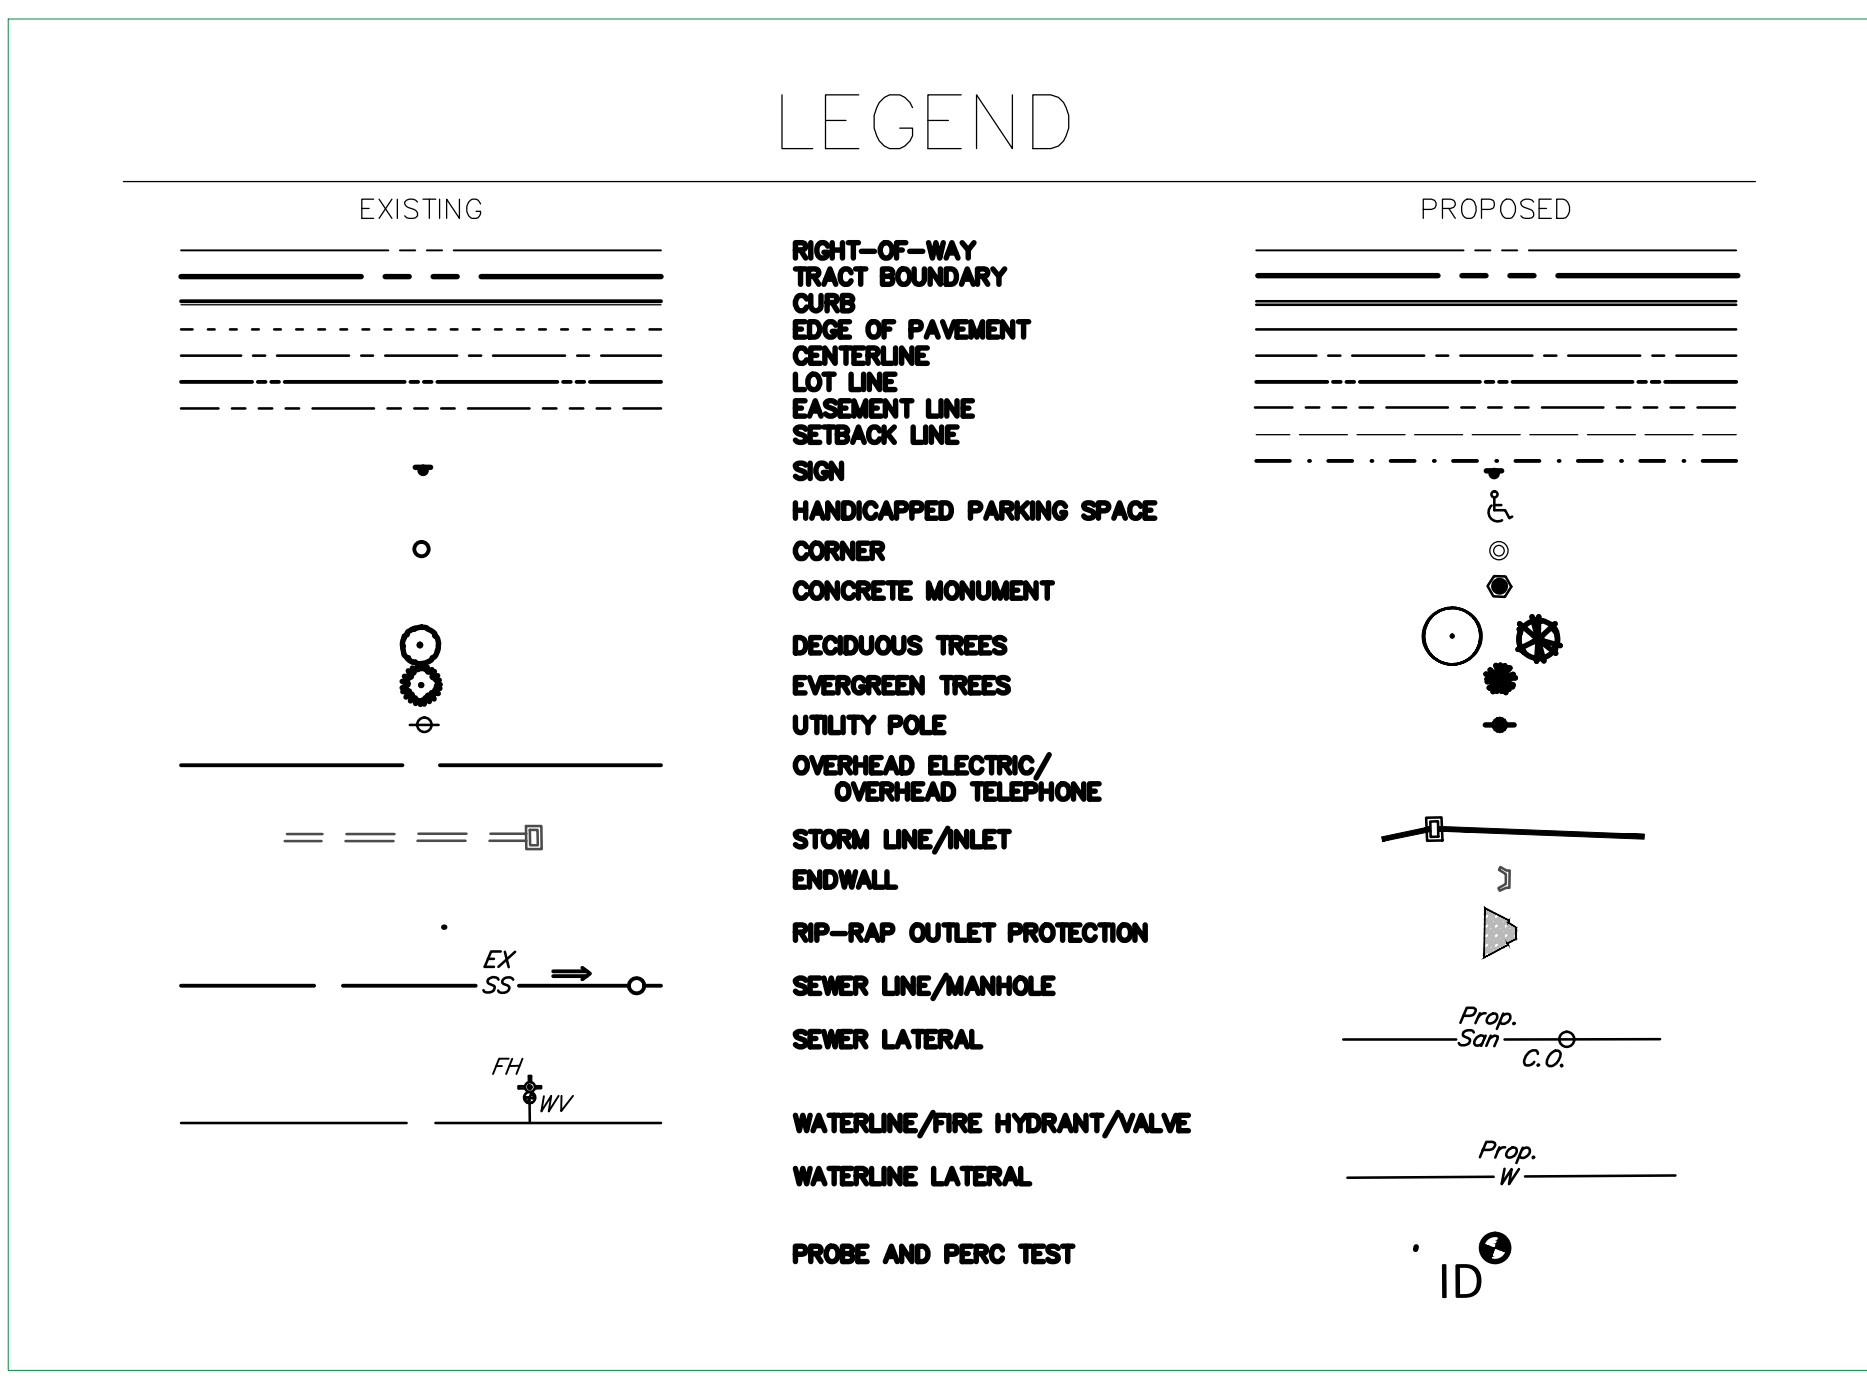 LEGEND
EXISTING
PROPOSED
RIGHT-OF-WAY
TRACT BOUNDARY
CURB
EDGE OF PAVEMENT
CENTERLINE
LOT LINE
EASEMENT LINE
SETBACK LINE
SIGN
HANDICAPPED PARKING SPACE
CORNER
CONCRETE MONUMENT
DECIDUOUS TREES
EVERGREEN TREES
UTILITY POLE
OVERHEAD ELECTRIC/
OVERHEAD TELEPHONE
STORM LINE/INLET
ENDWALL
RIP-RAP OUTLET PROTECTION
EX
SS
SEWER LINE/MANHOLE
SEWER LATERAL
Prop.
San
C.O.
FH
WV
WATERLINE/FIRE HYDRANT/VALVE
WATERLINE LATERAL
Prop.
W
PROBE AND PERC TEST
ID